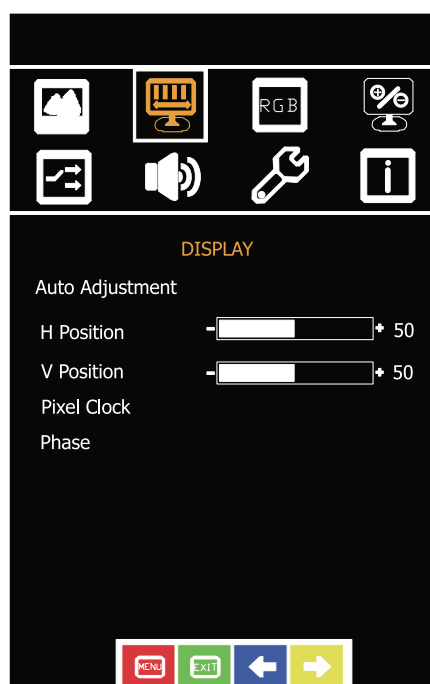 RGB
DISPLAY
Auto Adjustment
H Position - + 50
V Position - + 50
Pixel Clock
Phase
MENU EXIT